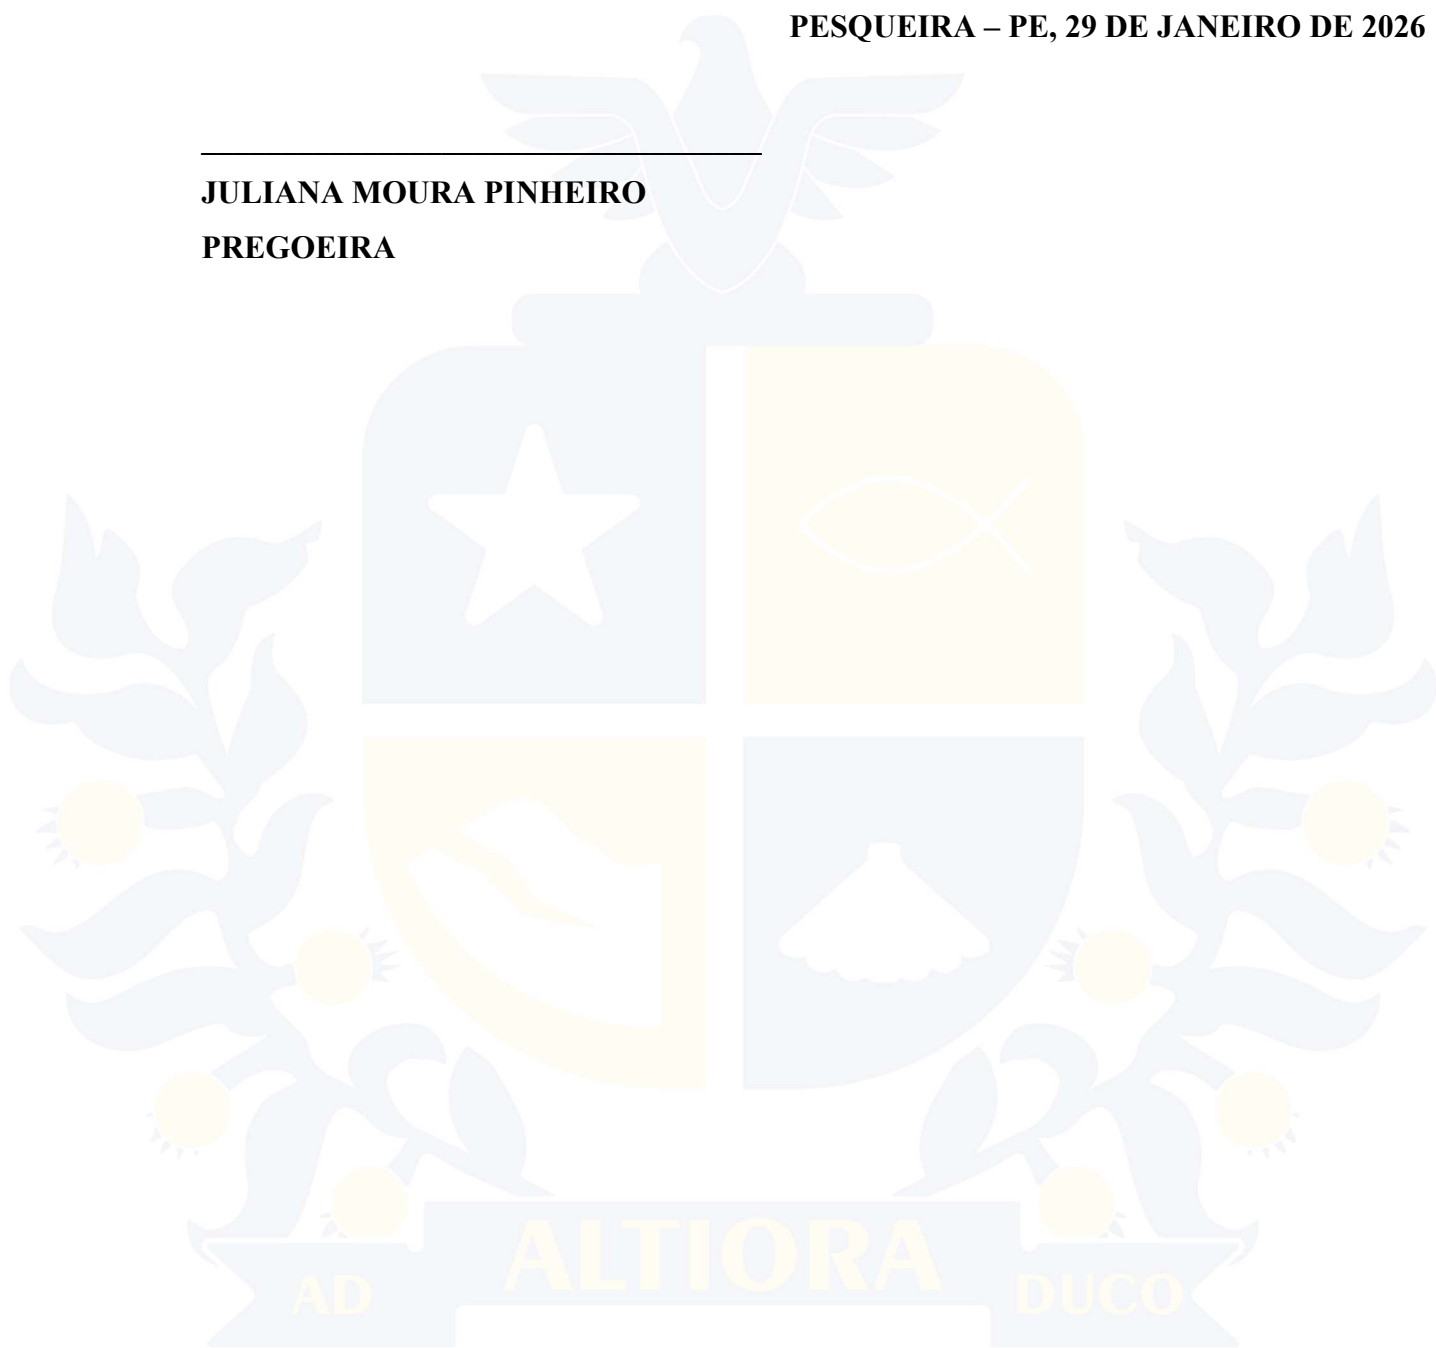 PESQUEIRA – PE, 29 DE JANEIRO DE 2026
JULIANA MOURA PINHEIRO
PREGOEIRA
AD ALTIORA DUCO